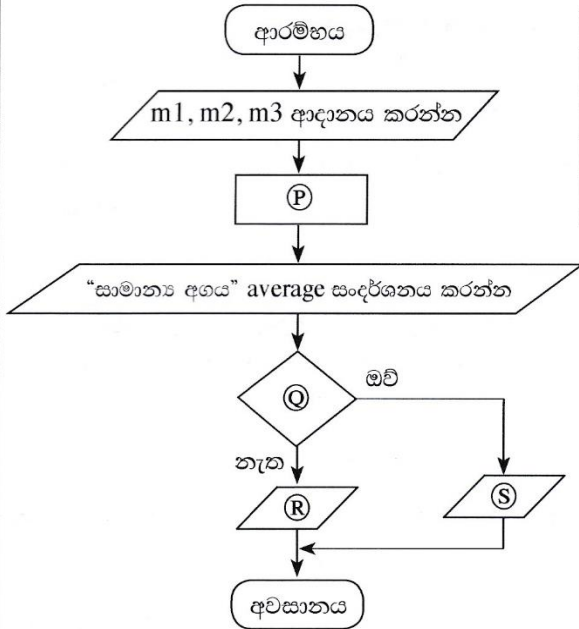 ආරම්භය
m1, m2, m3 ආදානය කරන්න
P
“සාමාන්‍ය අගය” average සංදර්ශනය කරන්න
Q
ඔව්
නැත
R
S
අවසානය